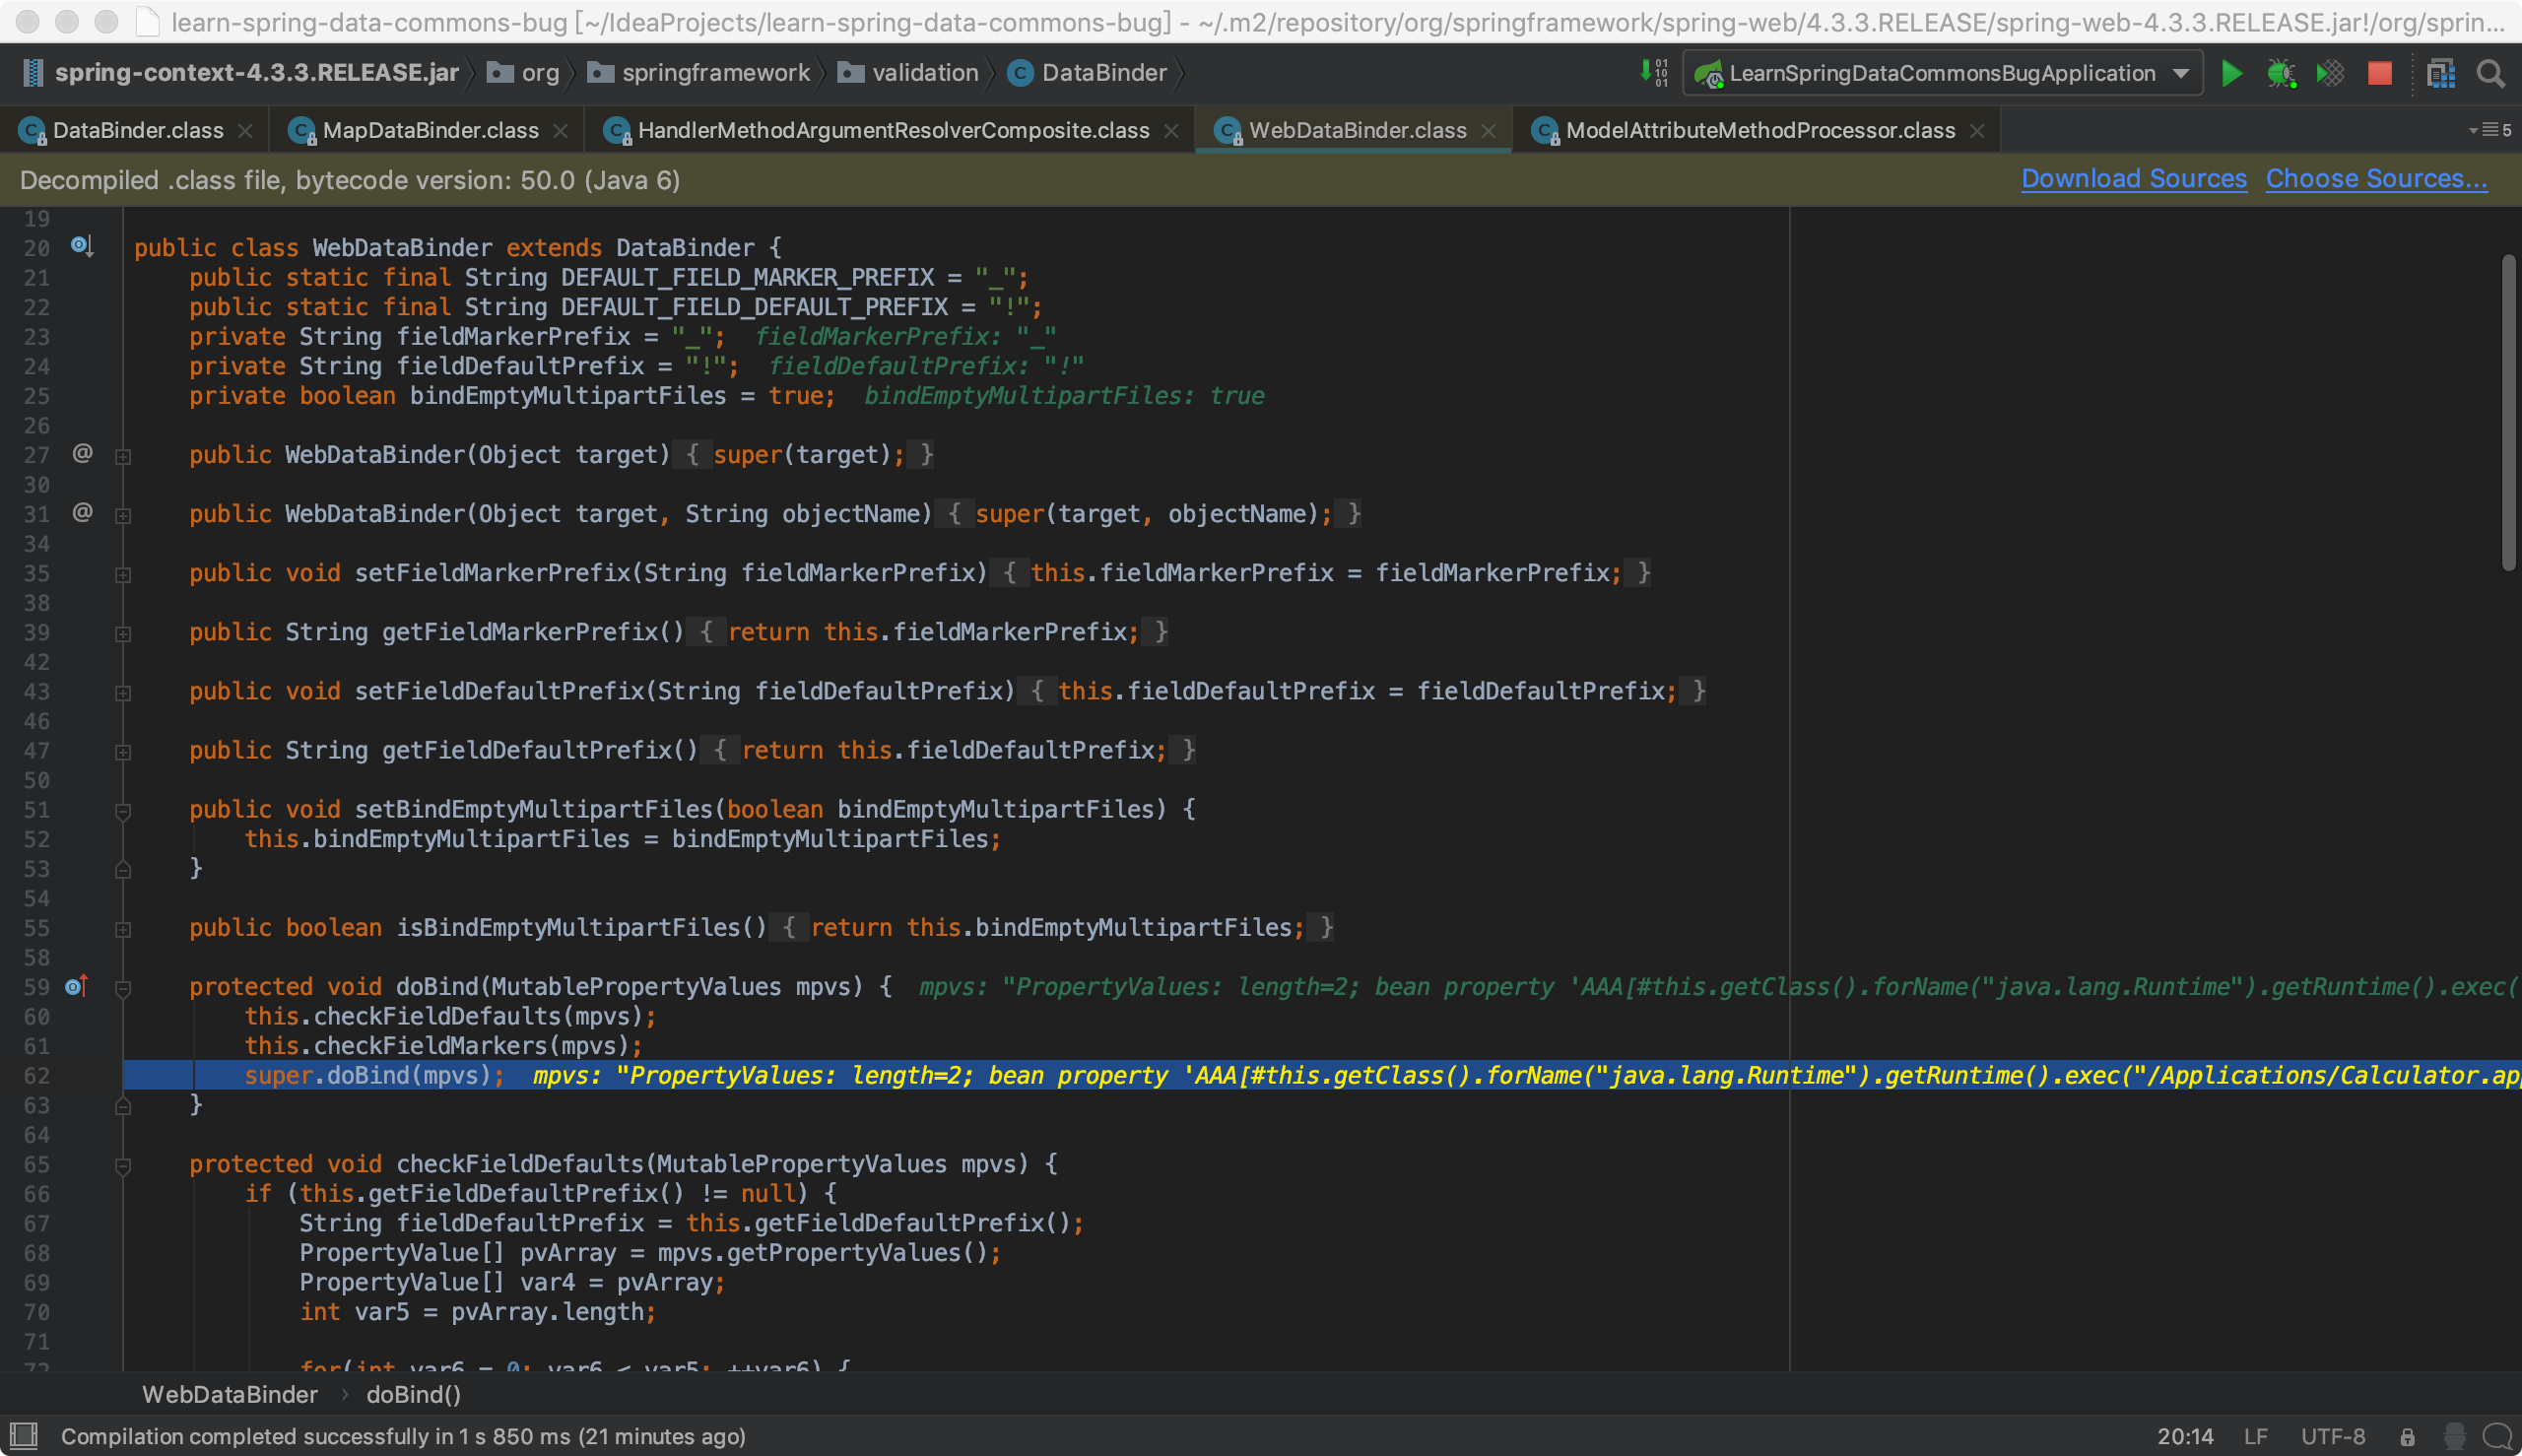 learn-spring-data-commons-bug [~/IdeaProjects/learn-spring-data-commons-bug] - ~/.m2/repository/org/springframework/spring-web/4.3.3.RELEASE/spring-web-4.3.3.RELEASE.jar!/org/sprin...
spring-context-4.3.3.RELEASE.jar org springframework validation DataBinder LearnSpringDataCommonsBugApplication
DataBinder.class MapDataBinder.class HandlerMethodArgumentResolverComposite.class WebDataBinder.class ModelAttributeMethodProcessor.class 5
Decompiled .class file, bytecode version: 50.0 (Java 6) Download Sources Choose Sources...
19
20 public class WebDataBinder extends DataBinder {
21 public static final String DEFAULT_FIELD_MARKER_PREFIX = "_";
22 public static final String DEFAULT_FIELD_DEFAULT_PREFIX = "!";
23 private String fieldMarkerPrefix = "_"; fieldMarkerPrefix: "_"
24 private String fieldDefaultPrefix = "!"; fieldDefaultPrefix: "!"
25 private boolean bindEmptyMultipartFiles = true; bindEmptyMultipartFiles: true
26
27 @ public WebDataBinder(Object target) { super(target); }
30
31 @ public WebDataBinder(Object target, String objectName) { super(target, objectName); }
34
35 public void setFieldMarkerPrefix(String fieldMarkerPrefix) { this.fieldMarkerPrefix = fieldMarkerPrefix; }
38
39 public String getFieldMarkerPrefix() { return this.fieldMarkerPrefix; }
42
43 public void setFieldDefaultPrefix(String fieldDefaultPrefix) { this.fieldDefaultPrefix = fieldDefaultPrefix; }
46
47 public String getFieldDefaultPrefix() { return this.fieldDefaultPrefix; }
50
51 public void setBindEmptyMultipartFiles(boolean bindEmptyMultipartFiles) {
52 this.bindEmptyMultipartFiles = bindEmptyMultipartFiles;
53 }
54
55 public boolean isBindEmptyMultipartFiles() { return this.bindEmptyMultipartFiles; }
58
59 protected void doBind(MutablePropertyValues mpvs) { mpvs: "PropertyValues: length=2; bean property 'AAA[#this.getClass().forName("java.lang.Runtime").getRuntime().exec(
60 this.checkFieldDefaults(mpvs);
61 this.checkFieldMarkers(mpvs);
62 super.doBind(mpvs); mpvs: "PropertyValues: length=2; bean property 'AAA[#this.getClass().forName("java.lang.Runtime").getRuntime().exec("/Applications/Calculator.ap
63 }
64
65 protected void checkFieldDefaults(MutablePropertyValues mpvs) {
66 if (this.getFieldDefaultPrefix() != null) {
67 String fieldDefaultPrefix = this.getFieldDefaultPrefix();
68 PropertyValue[] pvArray = mpvs.getPropertyValues();
69 PropertyValue[] var4 = pvArray;
70 int var5 = pvArray.length;
71
72 for(int var6 = 0; var6 < var5; ++var6) {
WebDataBinder doBind()
Compilation completed successfully in 1 s 850 ms (21 minutes ago) 20:14 LF UTF-8